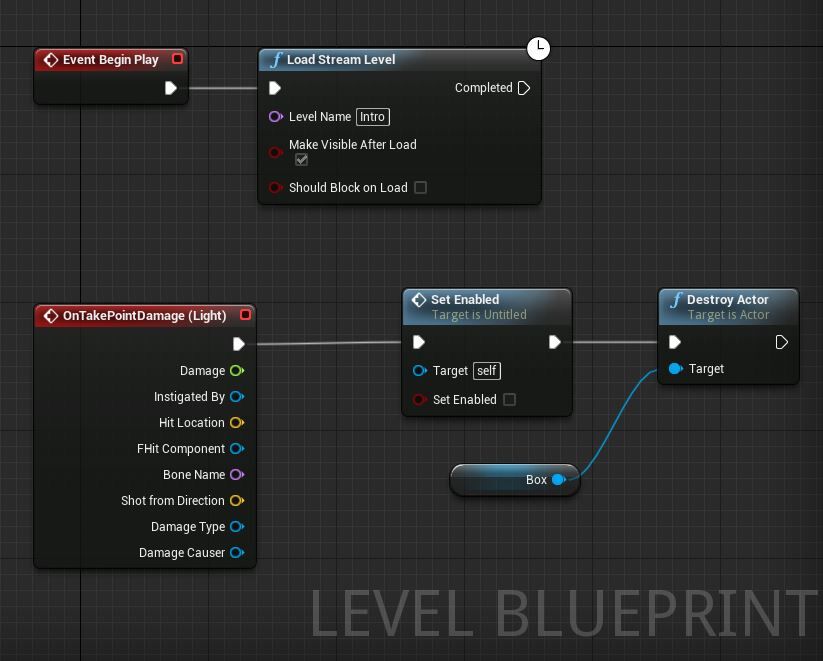 Event Begin Play
Load Stream Level
Completed
Level Name Intro
Make Visible After Load
Should Block on Load
OnTakePointDamage (Light)
Damage
Instigated By
Hit Location
FHit Component
Bone Name
Shot from Direction
Damage Type
Damage Causer
Set Enabled
Target is Untitled
Target self
Set Enabled
Box
Destroy Actor
Target is Actor
Target
LEVEL BLUEPRINT